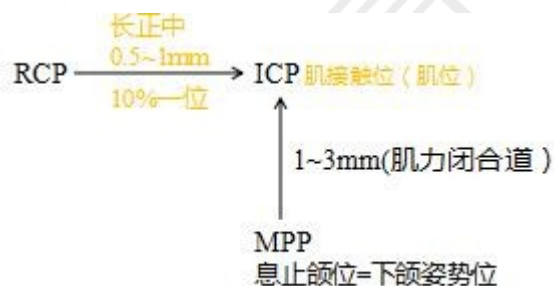 长正中
0.5~1mm
RCP ICP 肌接触位（肌位）
10%一位
1~3mm(肌力闭合道）
MPP
息止颌位=下颌姿势位